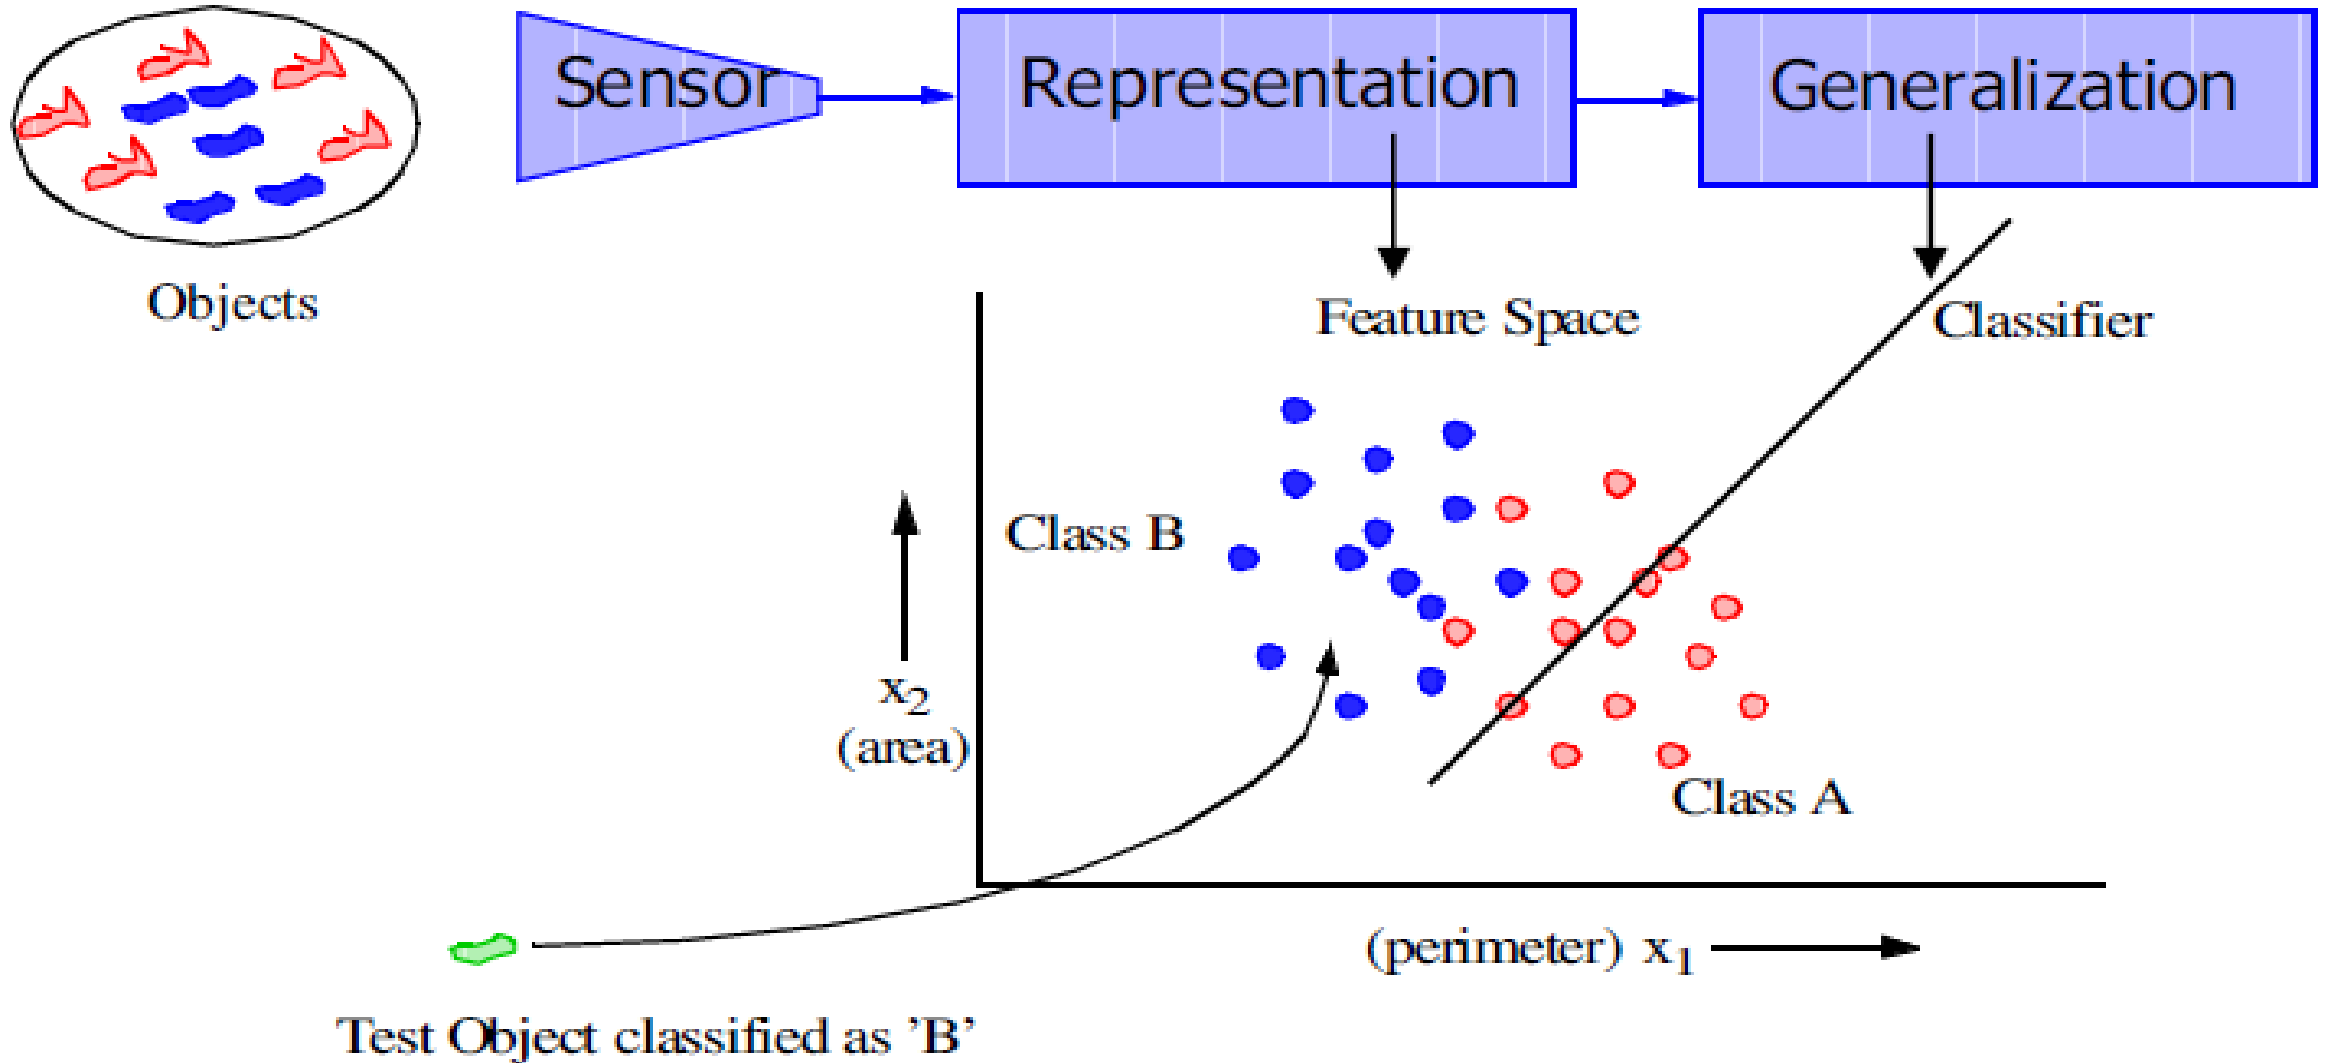 Sensor
Representation
Generalization
Objects
Feature Space
Classifier
Class B
x₂
(area)
Class A
(perimeter) x₁
Test Object classified as ’B’